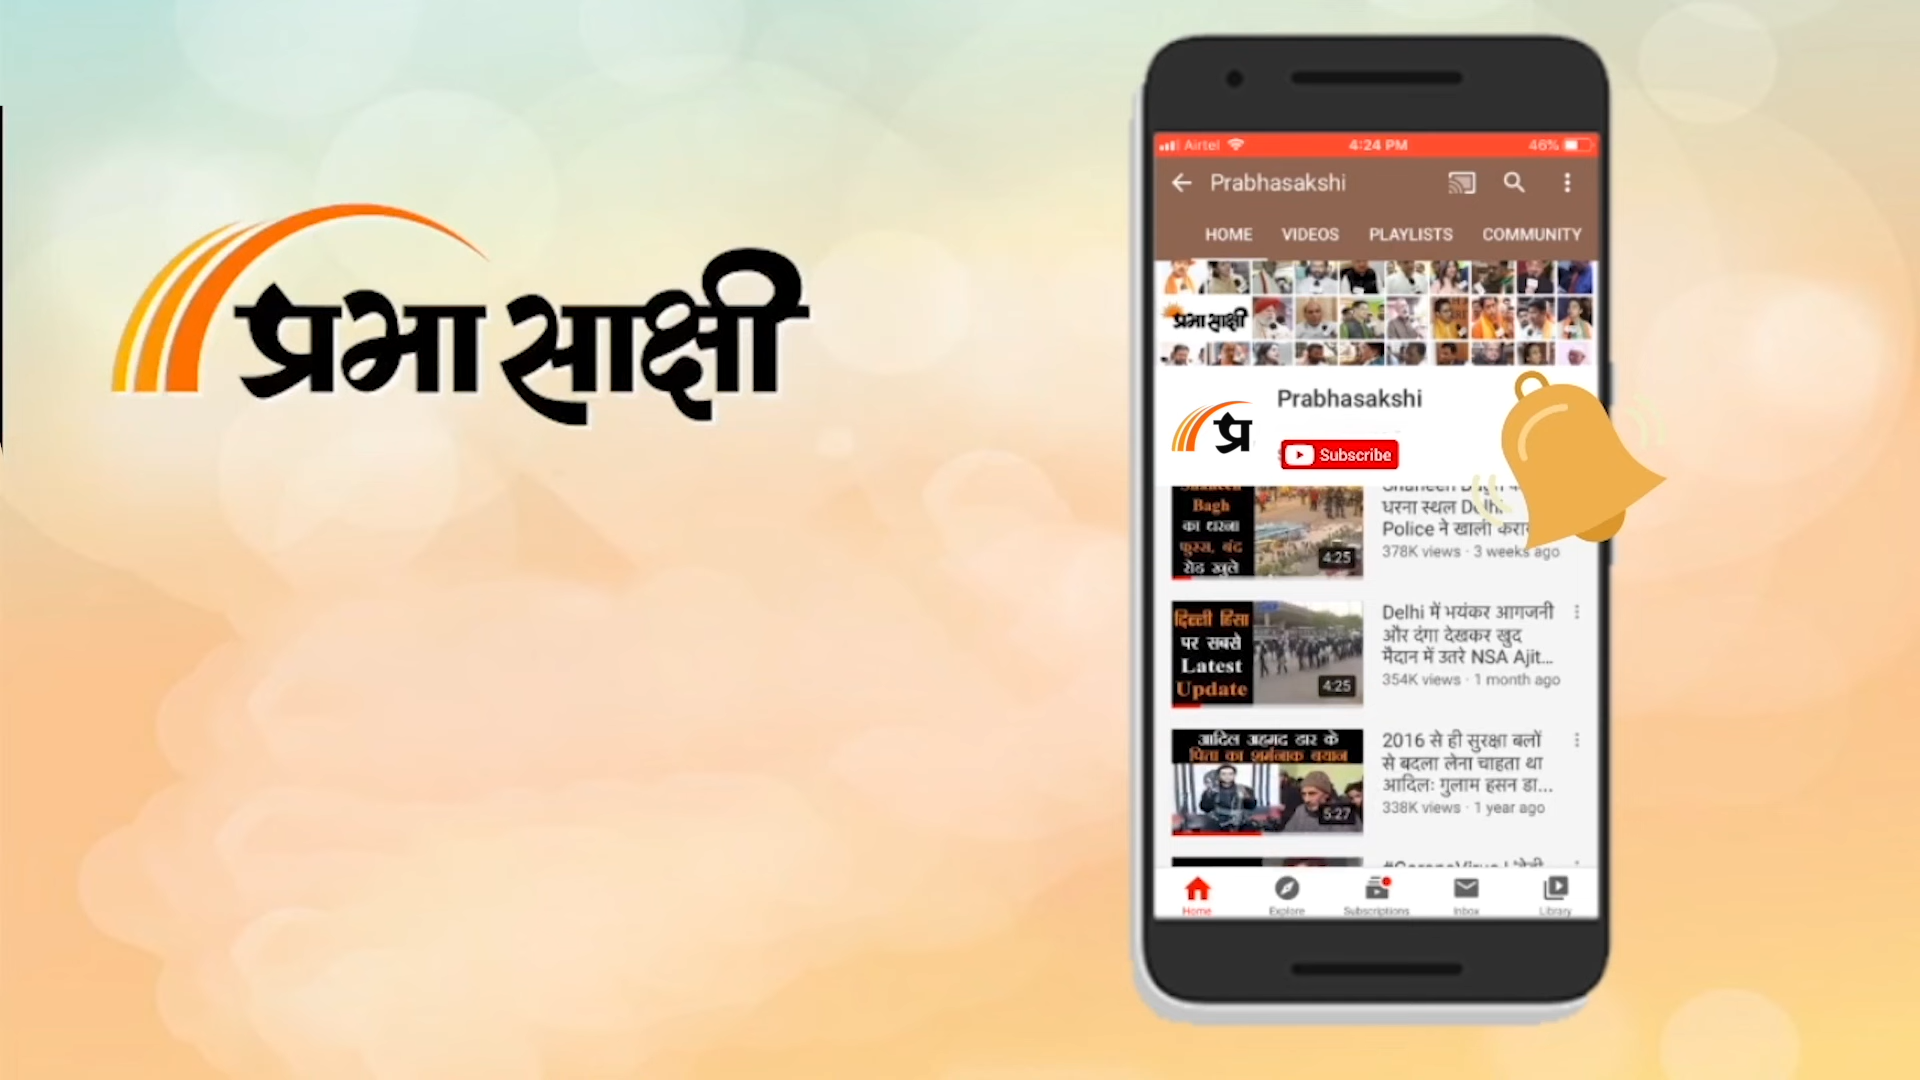 प्रभासाक्षी
Airtel 4:24 PM 46%
Prabhasakshi
HOME VIDEOS PLAYLISTS COMMUNITY
प्रभासाक्षी
Prabhasakshi
प्र
Subscribe
Bagh
का धरना
फुस्स, बंद
रोड खुले
4:25
Shaheen Bagh
धरना स्थल
Police ने खाली
378K views · 3 weeks ago
दिल्ली हिंसा
पर सबसे
Latest
Update
4:25
Delhi में भयंकर आगजनी
और दंगा देखकर खुद
मैदान में उतरे NSA Ajit...
354K views · 1 month ago
आदिल अहमद डार के
पिता का शर्मनाक बयान
5:27
2016 से ही सुरक्षा बलों
से बदला लेना चाहता था
आदिलः गुलाम हसन डा...
338K views · 1 year ago
Home Explore Subscriptions Inbox Library